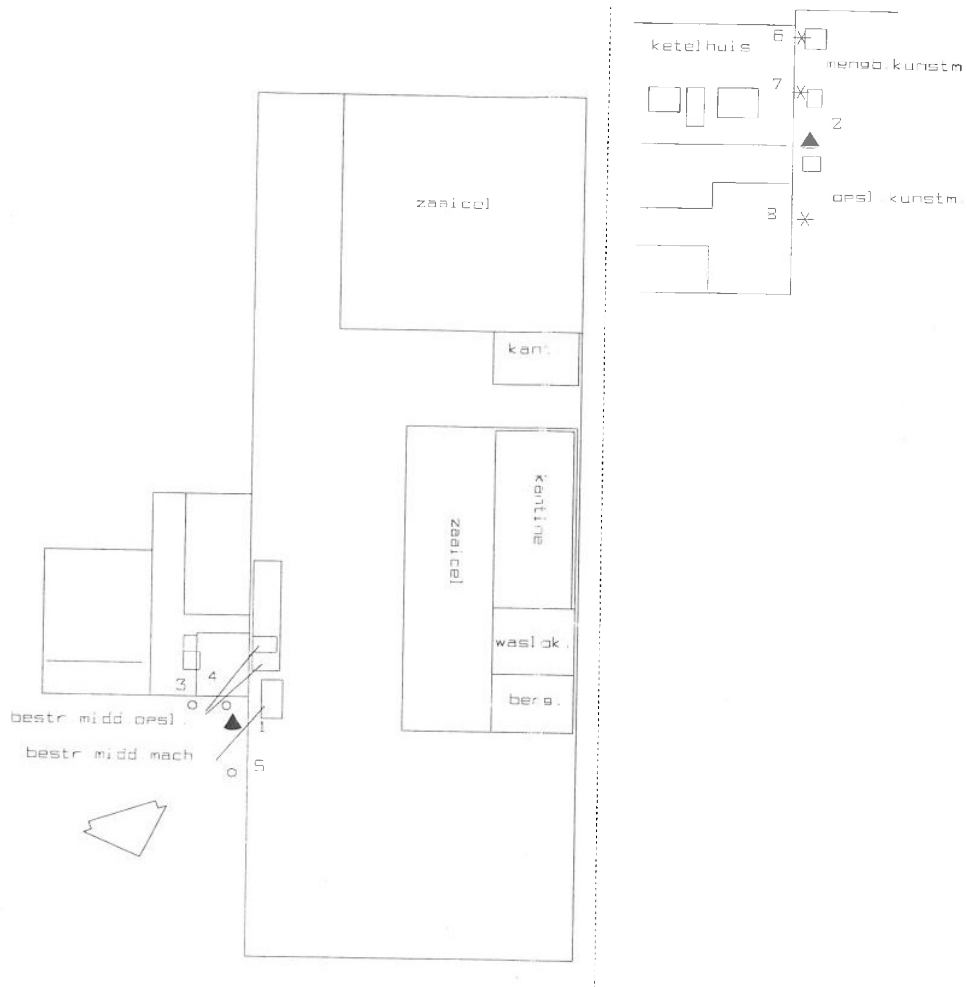 ketelhuis
6
mengb.kunstm
7
2
opsl.kunstm.
8
zaaicel
kant.
kantine
zaaicel
waslok.
berg.
3
4
bestr midd opsl.
1
bestr midd mach
5